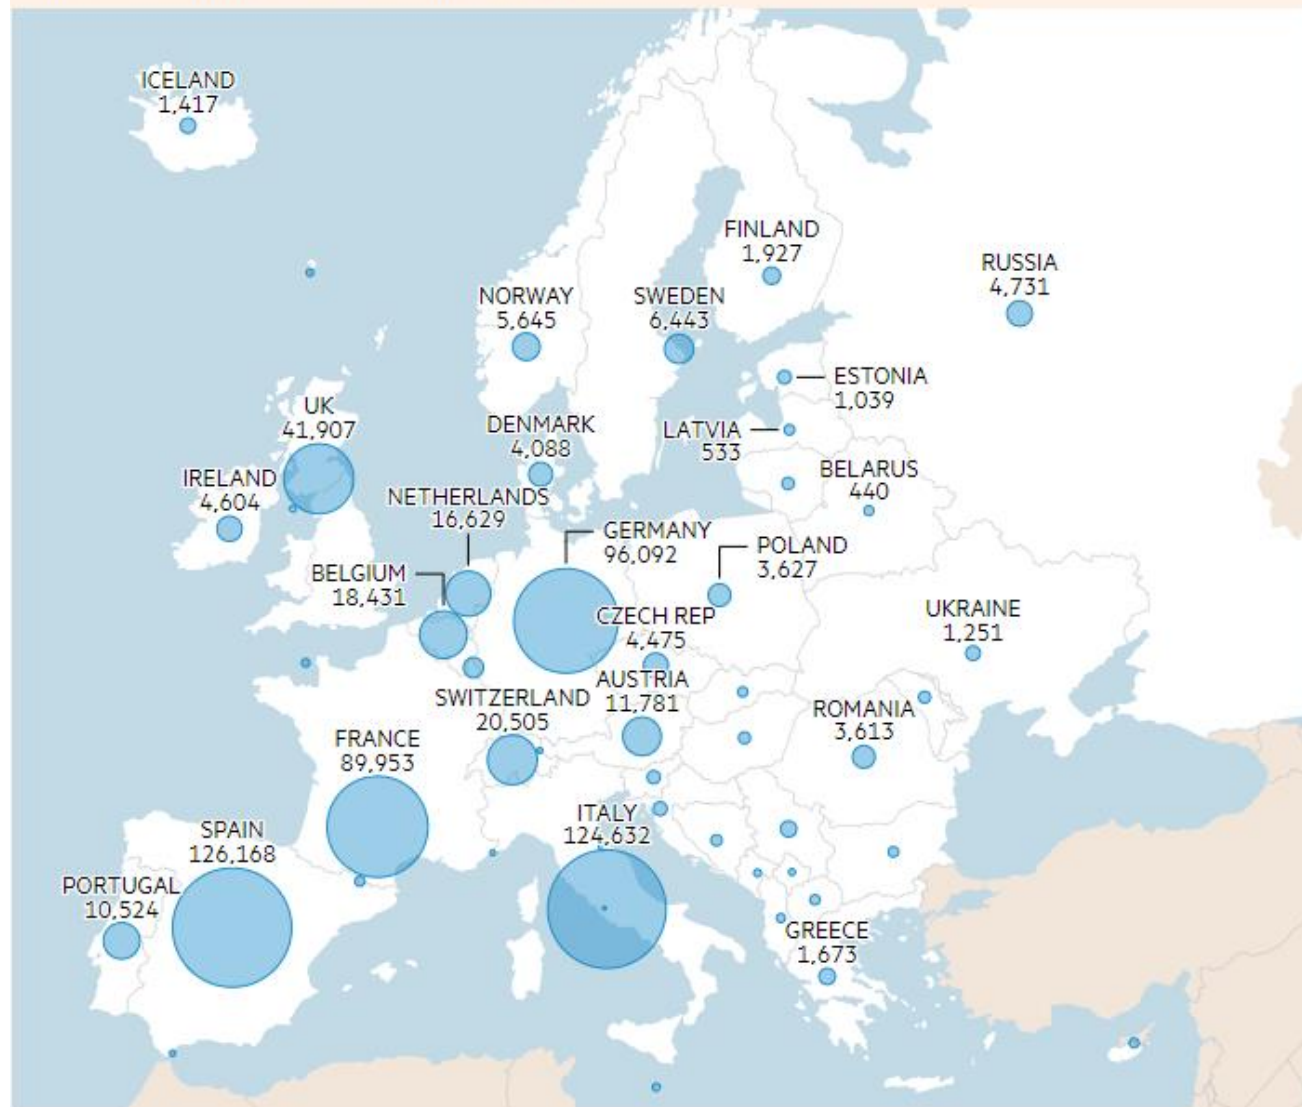 ICELAND
1,417
FINLAND
1,927
RUSSIA
4,731
NORWAY
5,645
SWEDEN
6,443
ESTONIA
1,039
UK
41,907
DENMARK
4,088
LATVIA
533
BELARUS
440
IRELAND
4,604
NETHERLANDS
16,629
GERMANY
96,092
POLAND
3,627
BELGIUM
18,431
CZECH REP
4,475
UKRAINE
1,251
SWITZERLAND
20,505
AUSTRIA
11,781
ROMANIA
3,613
FRANCE
89,953
ITALY
124,632
SPAIN
126,168
PORTUGAL
10,524
GREECE
1,673